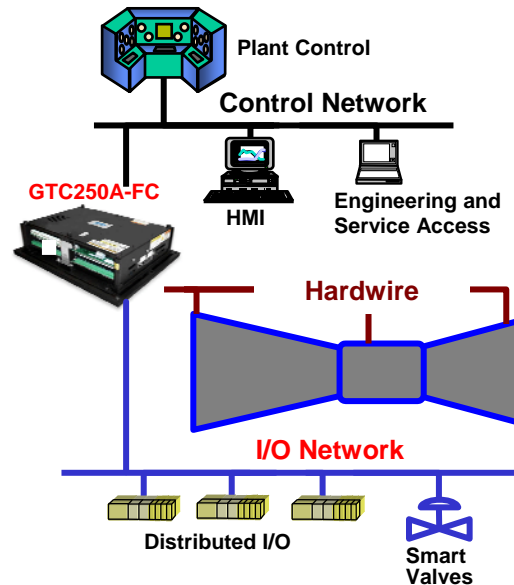 Plant Control
Control Network
GTC250A-FC
HMI
Engineering and
Service Access
Hardwire
I/O Network
Distributed I/O
Smart
Valves